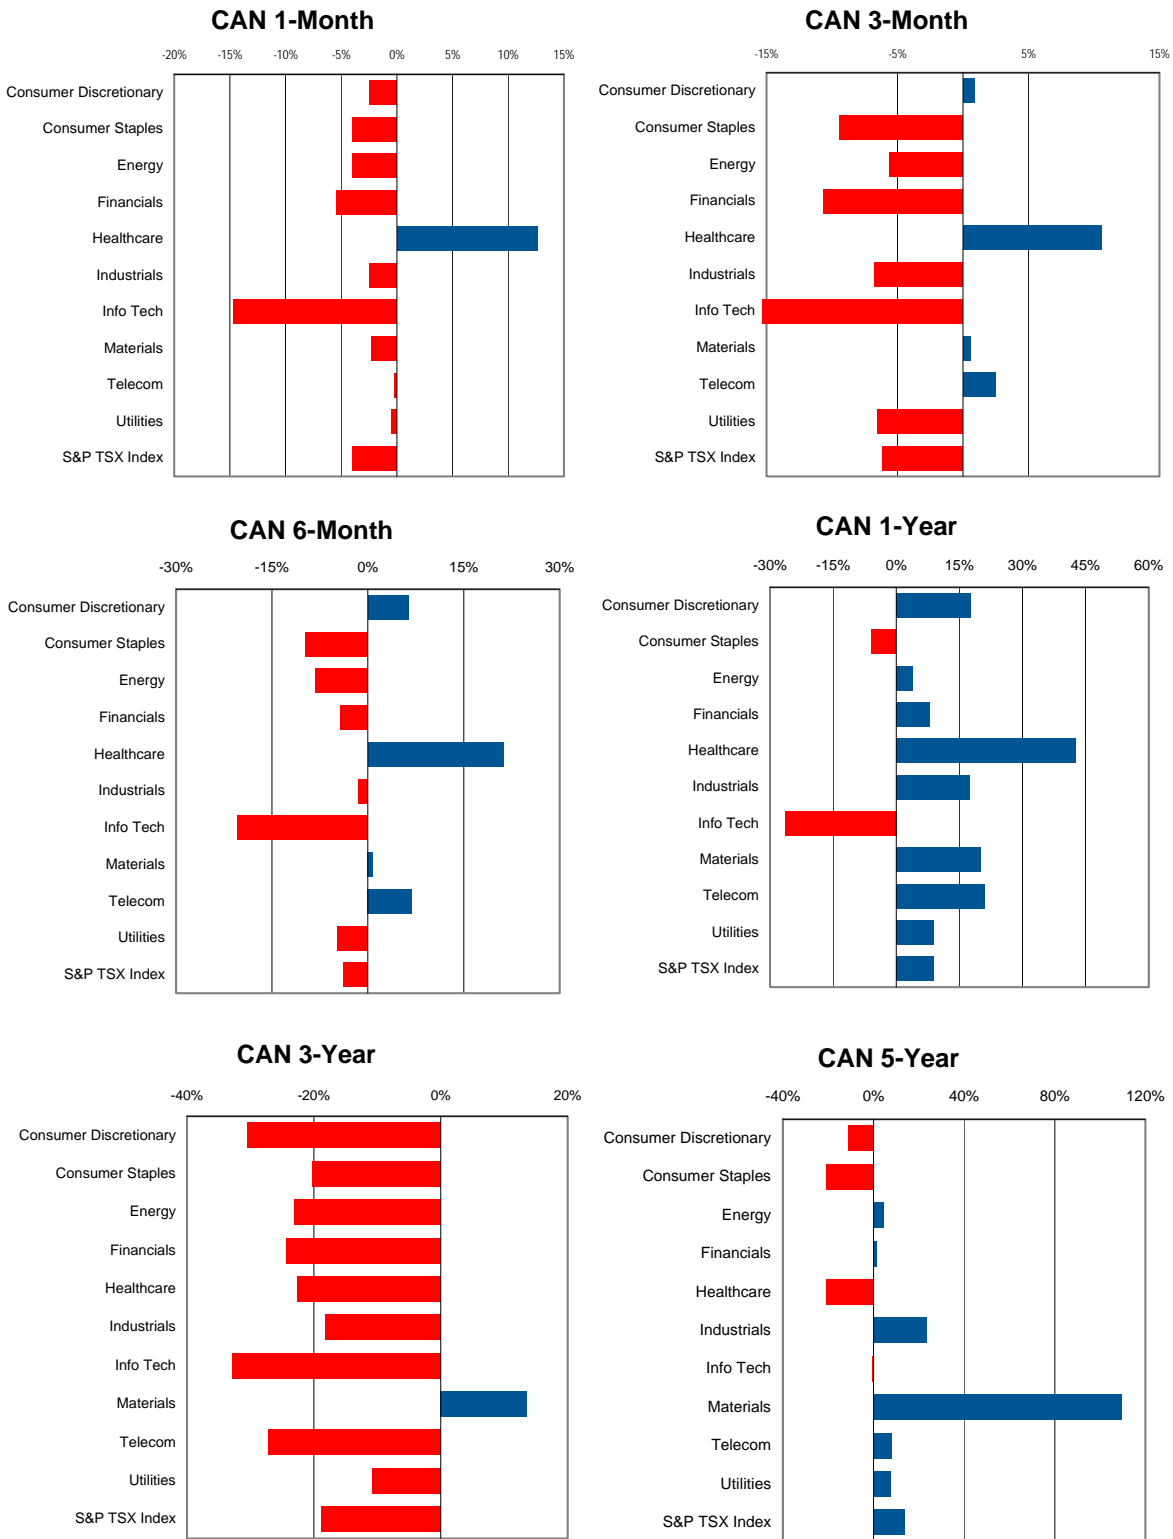 CAN 1-Month
-20% -15% -10% -5% 0% 5% 10% 15%
Consumer Discretionary
Consumer Staples
Energy
Financials
Healthcare
Industrials
Info Tech
Materials
Telecom
Utilities
S&P TSX Index
CAN 3-Month
-15% -5% 5% 15%
Consumer Discretionary
Consumer Staples
Energy
Financials
Healthcare
Industrials
Info Tech
Materials
Telecom
Utilities
S&P TSX Index
CAN 6-Month
-30% -15% 0% 15% 30%
Consumer Discretionary
Consumer Staples
Energy
Financials
Healthcare
Industrials
Info Tech
Materials
Telecom
Utilities
S&P TSX Index
CAN 1-Year
-30% -15% 0% 15% 30% 45% 60%
Consumer Discretionary
Consumer Staples
Energy
Financials
Healthcare
Industrials
Info Tech
Materials
Telecom
Utilities
S&P TSX Index
CAN 3-Year
-40% -20% 0% 20%
Consumer Discretionary
Consumer Staples
Energy
Financials
Healthcare
Industrials
Info Tech
Materials
Telecom
Utilities
S&P TSX Index
CAN 5-Year
-40% 0% 40% 80% 120%
Consumer Discretionary
Consumer Staples
Energy
Financials
Healthcare
Industrials
Info Tech
Materials
Telecom
Utilities
S&P TSX Index